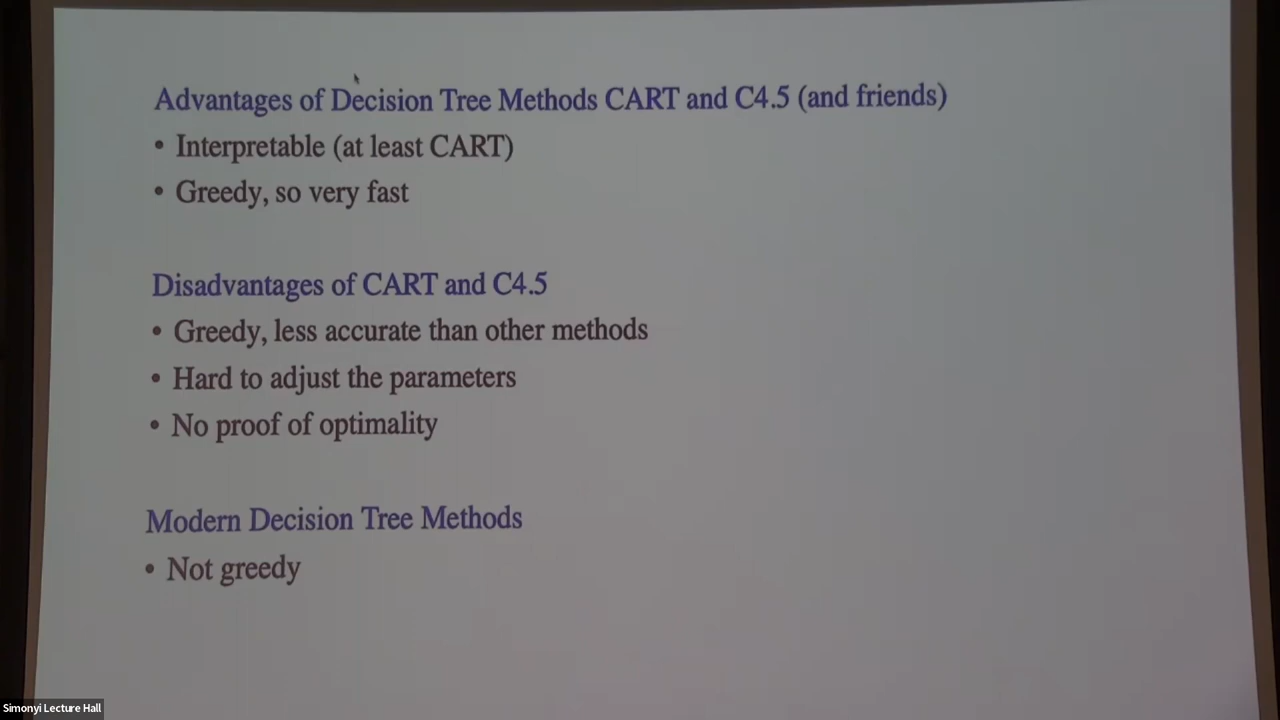 Advantages of Decision Tree Methods CART and C4.5 (and friends)
• Interpretable (at least CART)
• Greedy, so very fast
Disadvantages of CART and C4.5
• Greedy, less accurate than other methods
• Hard to adjust the parameters
• No proof of optimality
Modern Decision Tree Methods
• Not greedy
Simonyi Lecture Hall